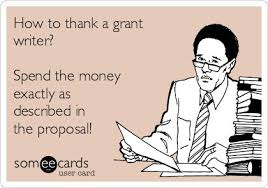 How to thank a grant
writer?
Spend the money
exactly as
described in
the proposal!
someecards
user card